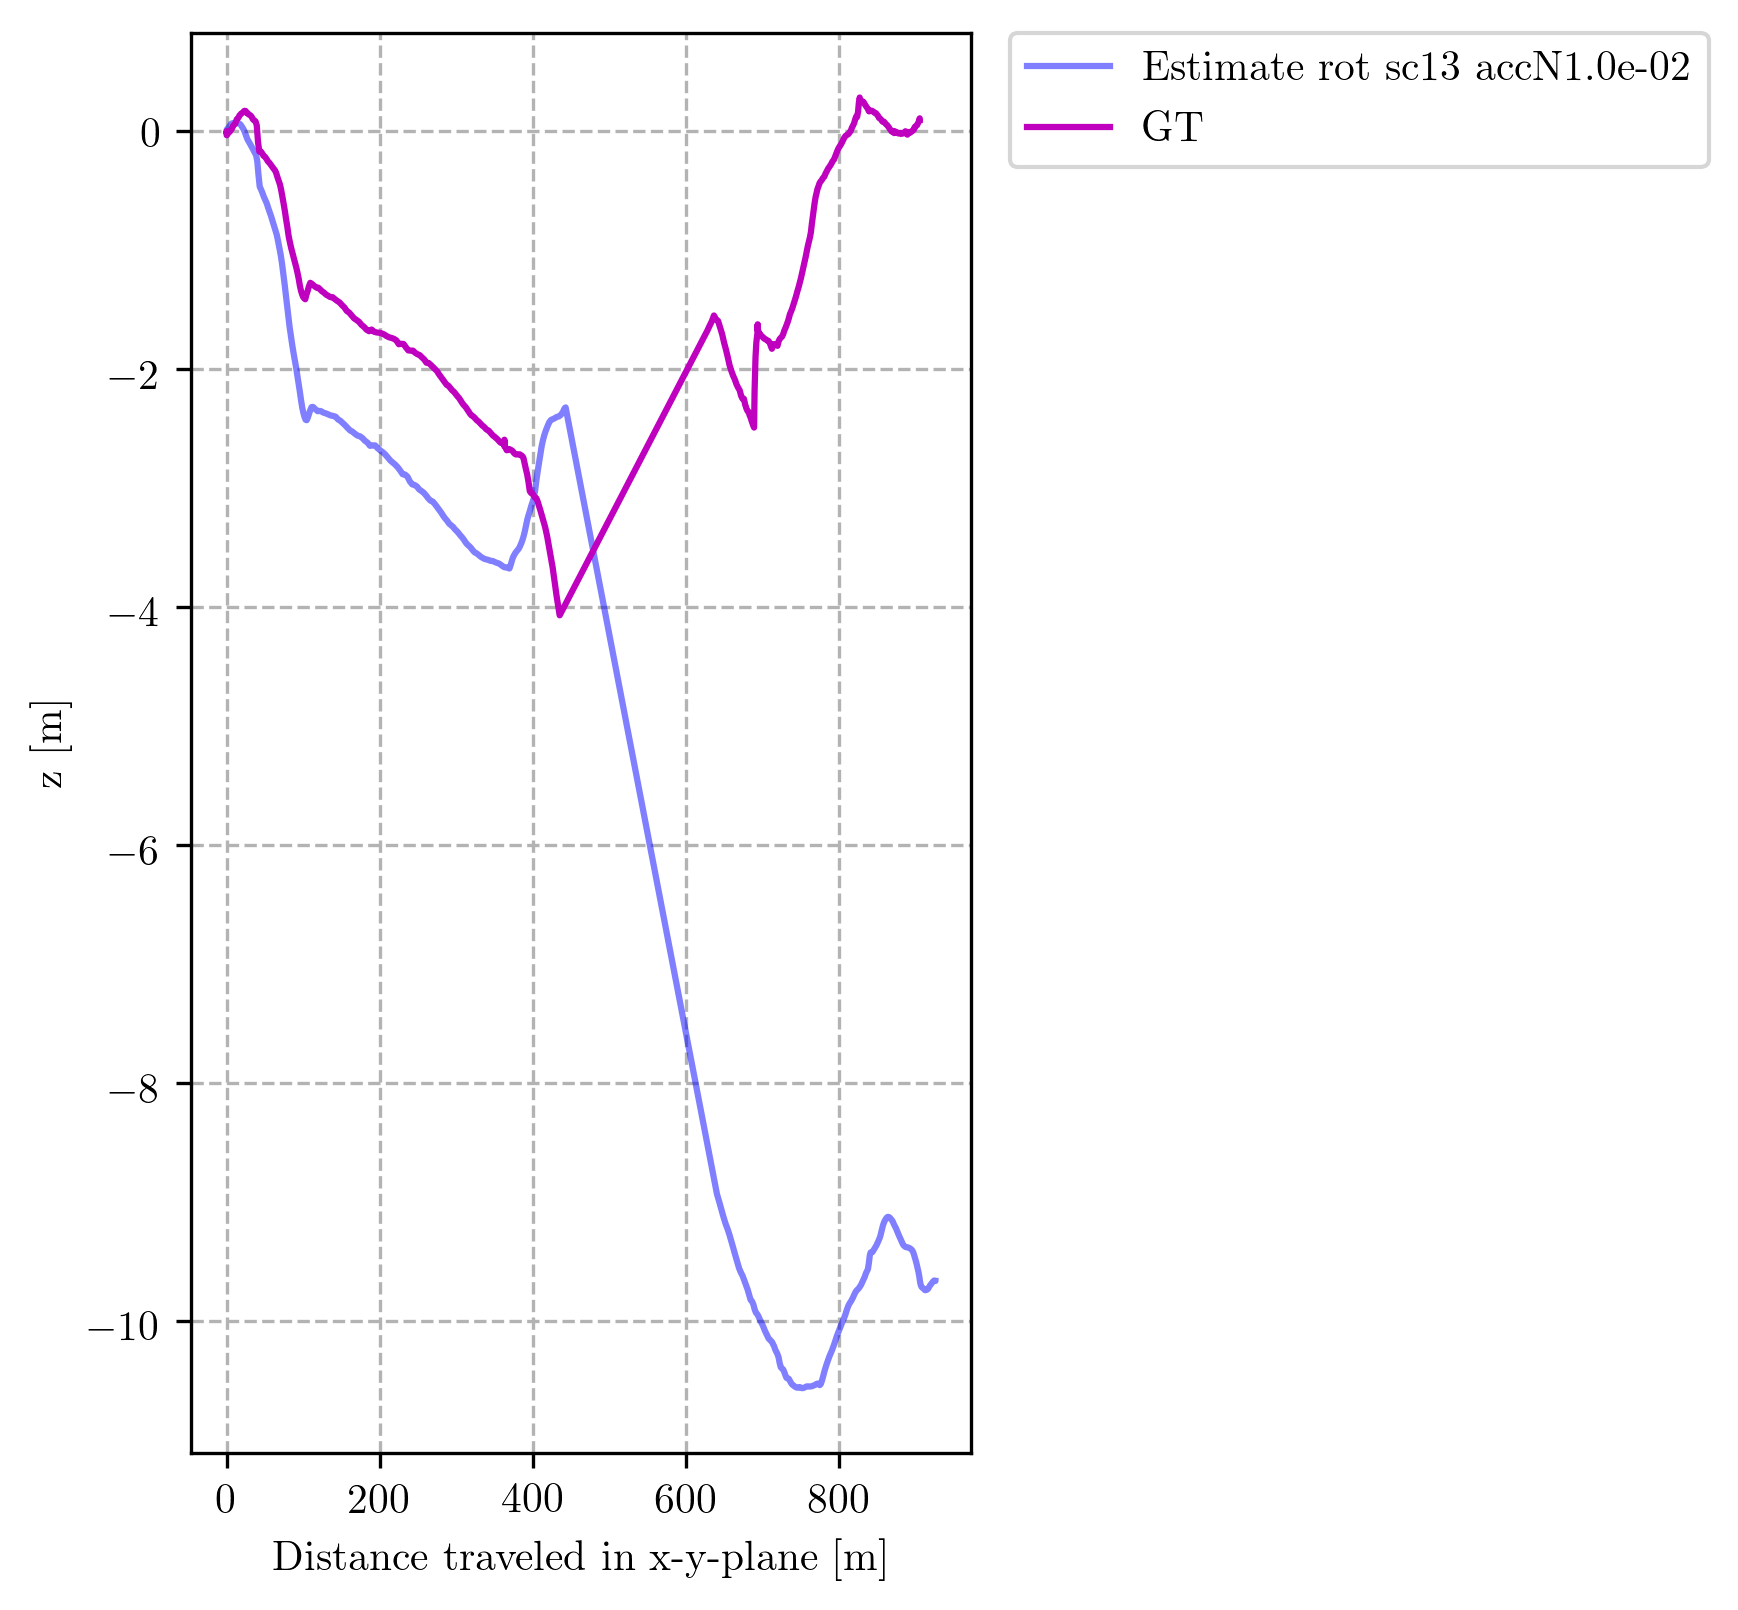 Estimate rot sc13 accN1.0e-02
GT
0
−2
−4
−6
−8
−10
z [m]
0 200 400 600 800
Distance traveled in x-y-plane [m]